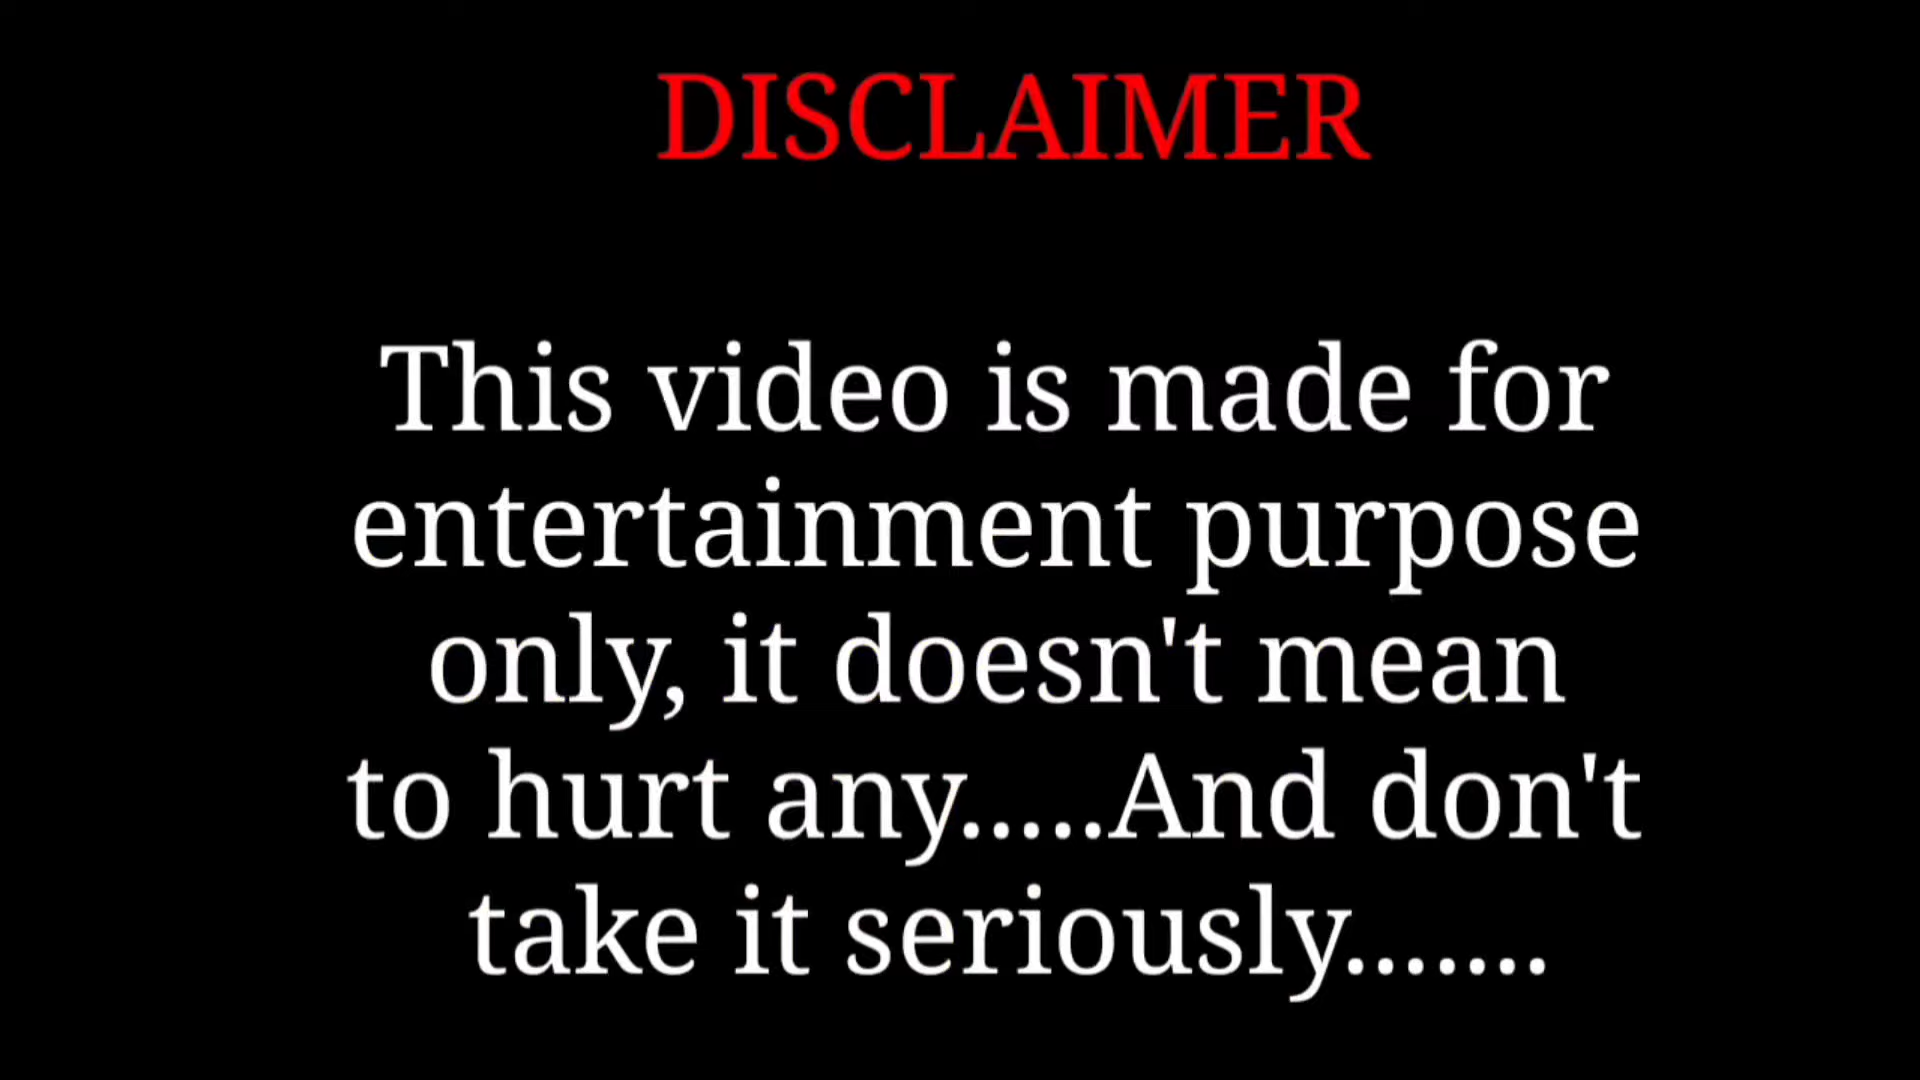 DISCLAIMER
This video is made for
entertainment purpose
only, it doesn't mean
to hurt any.....And don't
take it seriously.......